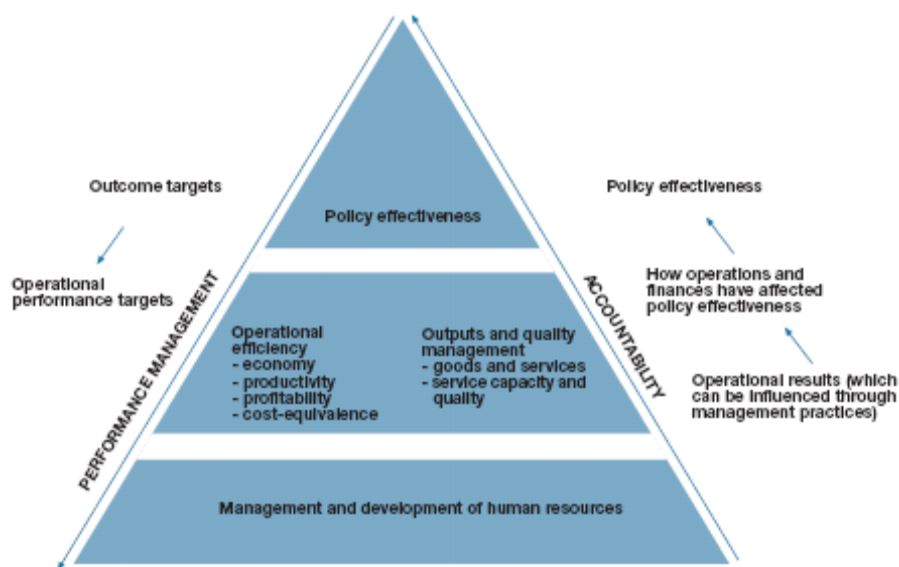 Outcome targets
Operational
performance targets
PERFORMANCE MANAGEMENT
Policy effectiveness
Operational
efficiency
- economy
- productivity
- profitability
- cost-equivalence
Outputs and quality
management
- goods and services
- service capacity and
quality
Management and development of human resources
ACCOUNTABILITY
Policy effectiveness
How operations and
finances have affected
policy effectiveness
Operational results (which
can be influenced through
management practices)